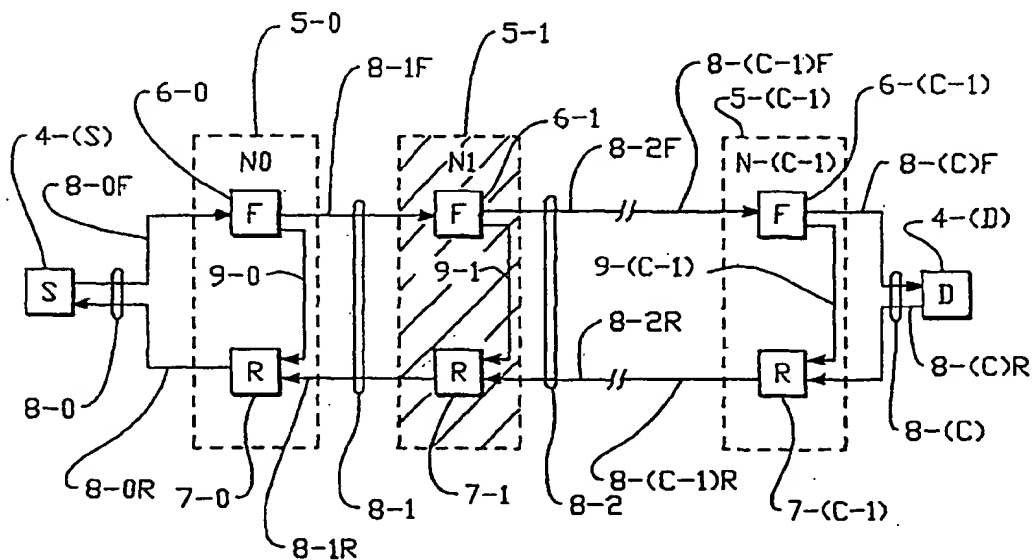 5-0
5-1
8-1F
8-(C-1)F
6-0
5-(C-1)
6-(C-1)
4-(S)
6-1
N0
N1
8-2F
N-(C-1)
8-(C)F
8-0F
F
F
F
4-(D)
9-0
9-1
9-(C-1)
S
D
8-2R
R
R
R
8-(C)R
8-0
8-(C)
8-0R
7-0
8-1
7-1
8-2
8-(C-1)R
7-(C-1)
8-1R